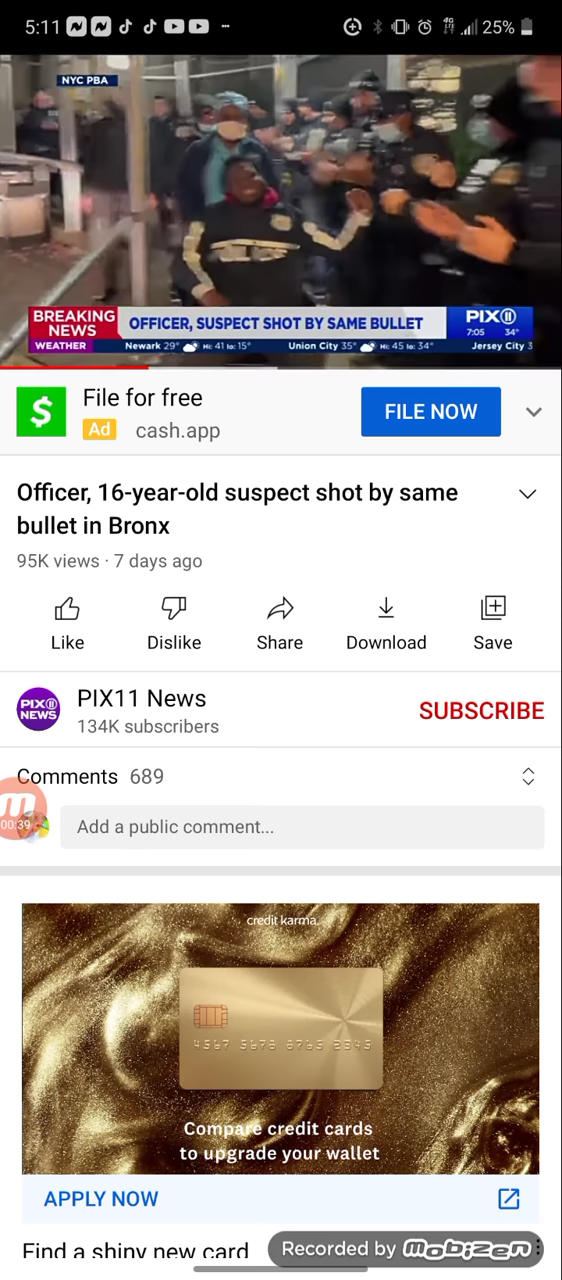 5:11
4G
LTE
25%
NYC PBA
BREAKING
NEWS
OFFICER, SUSPECT SHOT BY SAME BULLET
PIX11
7:05 34°
WEATHER Newark 29° HI: 41 lo: 15° Union City 35° HI: 45 lo: 34° Jersey City 3
File for free
Ad cash.app
FILE NOW
Officer, 16-year-old suspect shot by same
bullet in Bronx
95K views · 7 days ago
Like Dislike Share Download Save
PIX11
NEWS
PIX11 News
134K subscribers
SUBSCRIBE
Comments 689
00:39
Add a public comment...
credit karma
4567 5678 8765 2345
Compare credit cards
to upgrade your wallet
APPLY NOW
Find a shiny new card
Recorded by mobizen